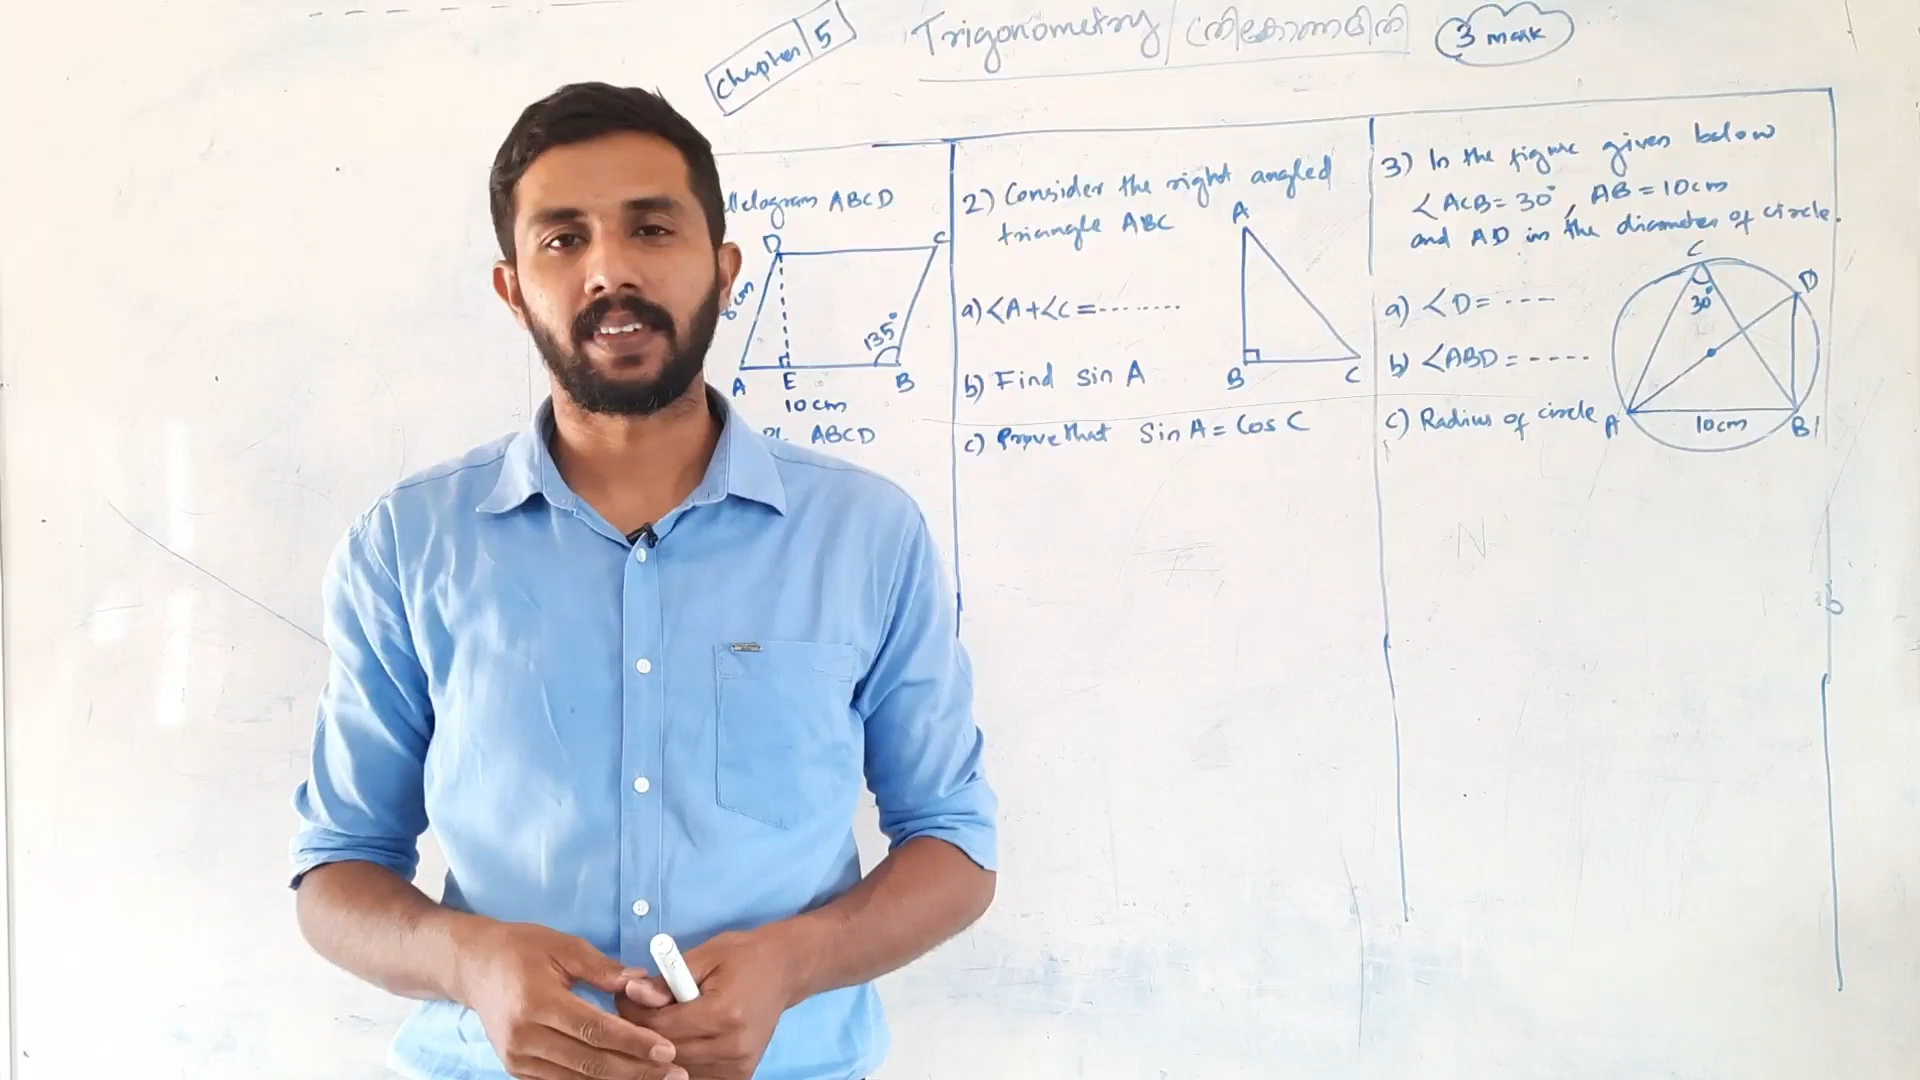 Chapter 5
Trigonometry / ത്രികോണമിതി
3 mark
ABCD
D
C
cm
135°
A
E
B
10cm
ABCD
2) Consider the right angled
triangle ABC
A
B
C
a) ∠A+∠C = --------
b) Find sin A
c) Prove that Sin A = Cos C
3) In the figure given below
∠ACB = 30°, AB = 10cm
and AD is the diameter of circle.
C
30°
D
A
B
10cm
a) ∠D = ---
b) ∠ABD = ----
c) Radius of circle
N